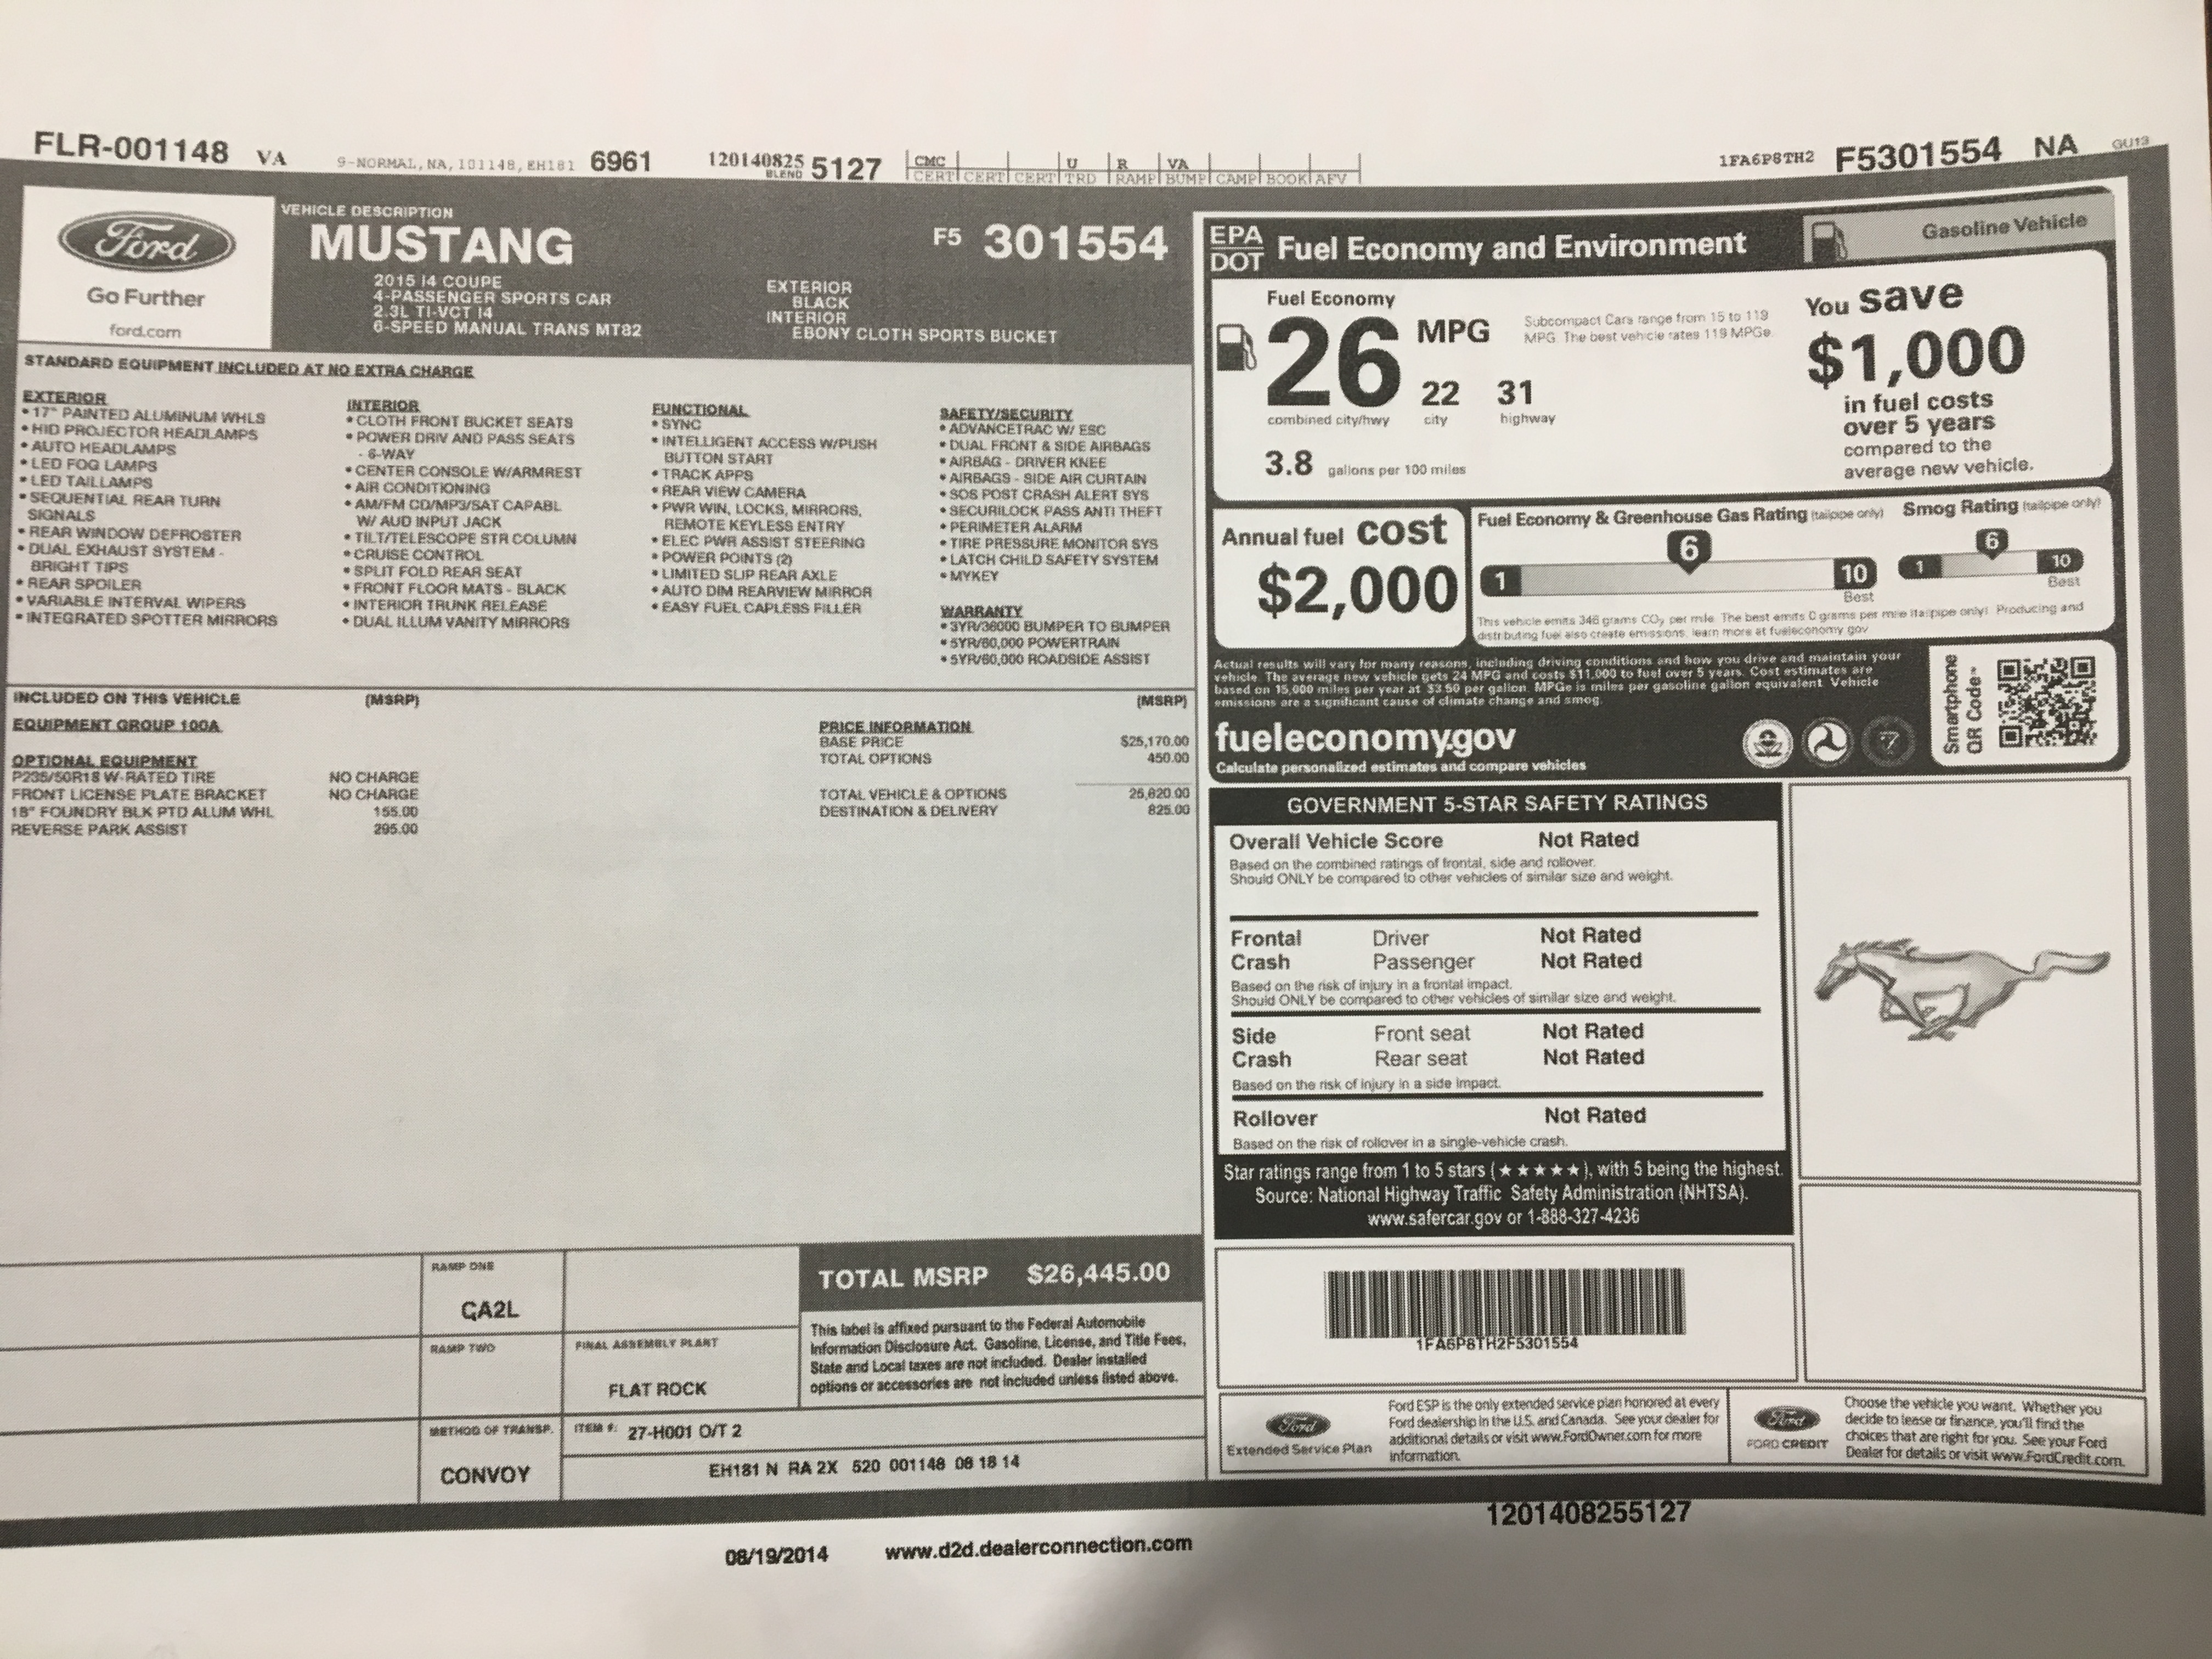 FLR-001148 VA 9-NORMAL,NA,101148,EH181 6961 12014082551​27 BLEND
CMC U R VA
CERT CERT CERT TRD RAMP BUMP CAMP BOOK AFV
1FA6P8TH2 F5301554 NA
GU13
Ford
Go Further
ford.com
VEHICLE DESCRIPTION
MUSTANG
2015 I4 COUPE
4-PASSENGER SPORTS CAR
2.3L TI-VCT I4
6-SPEED MANUAL TRANS MT82
F5 301554
EXTERIOR
BLACK
INTERIOR
EBONY CLOTH SPORTS BUCKET
STANDARD EQUIPMENT INCLUDED AT NO EXTRA CHARGE
EXTERIOR
• 17" PAINTED ALUMINUM WHLS
• HID PROJECTOR HEADLAMPS
• AUTO HEADLAMPS
• LED FOG LAMPS
• LED TAILLAMPS
• SEQUENTIAL REAR TURN
SIGNALS
• REAR WINDOW DEFROSTER
• DUAL EXHAUST SYSTEM -
BRIGHT TIPS
• REAR SPOILER
• VARIABLE INTERVAL WIPERS
• INTEGRATED SPOTTER MIRRORS
INTERIOR
• CLOTH FRONT BUCKET SEATS
• POWER DRIV AND PASS SEATS
- 6-WAY
• CENTER CONSOLE W/ARMREST
• AIR CONDITIONING
• AM/FM CD/MP3/SAT CAPABL
W/ AUD INPUT JACK
• TILT/TELESCOPE STR COLUMN
• CRUISE CONTROL
• SPLIT FOLD REAR SEAT
• FRONT FLOOR MATS - BLACK
• INTERIOR TRUNK RELEASE
• DUAL ILLUM VANITY MIRRORS
FUNCTIONAL
• SYNC
• INTELLIGENT ACCESS W/PUSH
BUTTON START
• TRACK APPS
• REAR VIEW CAMERA
• PWR WIN, LOCKS, MIRRORS,
REMOTE KEYLESS ENTRY
• ELEC PWR ASSIST STEERING
• POWER POINTS (2)
• LIMITED SLIP REAR AXLE
• AUTO DIM REARVIEW MIRROR
• EASY FUEL CAPLESS FILLER
SAFETY/SECURITY
• ADVANCETRAC W/ ESC
• DUAL FRONT & SIDE AIRBAGS
• AIRBAG - DRIVER KNEE
• AIRBAGS - SIDE AIR CURTAIN
• SOS POST CRASH ALERT SYS
• SECURILOCK PASS ANTI THEFT
• PERIMETER ALARM
• TIRE PRESSURE MONITOR SYS
• LATCH CHILD SAFETY SYSTEM
• MYKEY
WARRANTY
• 3YR/36000 BUMPER TO BUMPER
• 5YR/60,000 POWERTRAIN
• 5YR/60,000 ROADSIDE ASSIST
INCLUDED ON THIS VEHICLE (MSRP)
EQUIPMENT GROUP 100A
OPTIONAL EQUIPMENT
P235/50R18 W-RATED TIRE NO CHARGE
FRONT LICENSE PLATE BRACKET NO CHARGE
18" FOUNDRY BLK PTD ALUM WHL 155.00
REVERSE PARK ASSIST 295.00
(MSRP)
PRICE INFORMATION
BASE PRICE $25,170.00
TOTAL OPTIONS 450.00
TOTAL VEHICLE & OPTIONS 25,620.00
DESTINATION & DELIVERY 825.00
RAMP ONE
QA2L
RAMP TWO
METHOD OF TRANSP.
CONVOY
FINAL ASSEMBLY PLANT
FLAT ROCK
ITEM #: 27-H001 O/T 2
EH181 N RA 2X 520 001148 08 18 14
TOTAL MSRP $26,445.00
This label is affixed pursuant to the Federal Automobile
Information Disclosure Act. Gasoline, License, and Title Fees,
State and Local taxes are not included. Dealer installed
options or accessories are not included unless listed above.
08/19/2014 www.d2d.dealerconnection.com
EPA
DOT
Fuel Economy and Environment
Gasoline Vehicle
Fuel Economy
26 MPG
22 31
combined city/hwy city highway
3.8 gallons per 100 miles
Subcompact Cars range from 15 to 119
MPG. The best vehicle rates 119 MPGe.
You save
$1,000
in fuel costs
over 5 years
compared to the
average new vehicle.
Annual fuel cost
$2,000
Fuel Economy & Greenhouse Gas Rating (tailpipe only)
1 6 10
Best
Smog Rating (tailpipe only)
1 6 10
Best
This vehicle emits 346 grams CO2 per mile. The best emits 0 grams per mile (tailpipe only). Producing and
distributing fuel also create emissions; learn more at fueleconomy.gov
Actual results will vary for many reasons, including driving conditions and how you drive and maintain your
vehicle. The average new vehicle gets 24 MPG and costs $11,000 to fuel over 5 years. Cost estimates are
based on 15,000 miles per year at $3.50 per gallon. MPGe is miles per gasoline gallon equivalent. Vehicle
emissions are a significant cause of climate change and smog.
fueleconomy.gov
Calculate personalized estimates and compare vehicles
Smartphone
QR Code
GOVERNMENT 5-STAR SAFETY RATINGS
Overall Vehicle Score Not Rated
Based on the combined ratings of frontal, side and rollover.
Should ONLY be compared to other vehicles of similar size and weight.
Frontal Driver Not Rated
Crash Passenger Not Rated
Based on the risk of injury in a frontal impact.
Should ONLY be compared to other vehicles of similar size and weight.
Side Front seat Not Rated
Crash Rear seat Not Rated
Based on the risk of injury in a side impact.
Rollover Not Rated
Based on the risk of rollover in a single-vehicle crash.
Star ratings range from 1 to 5 stars (★★★★★), with 5 being the highest.
Source: National Highway Traffic Safety Administration (NHTSA).
www.safercar.gov or 1-888-327-4236
1FA6P8TH2F5301554
Ford
Extended Service Plan
Ford ESP is the only extended service plan honored at every
Ford dealership in the U.S. and Canada. See your dealer for
additional details or visit www.FordOwner.com for more
information.
Ford
FORD CREDIT
Choose the vehicle you want. Whether you
decide to lease or finance, you'll find the
choices that are right for you. See your Ford
Dealer for details or visit www.FordCredit.com.
1201408255127